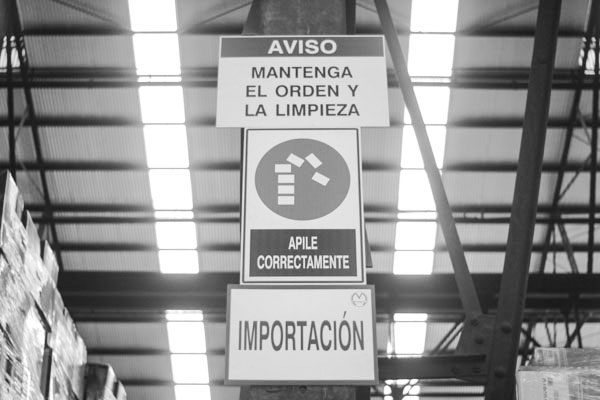 AVISO
MANTENGA
EL ORDEN Y
LA LIMPIEZA
APILE
CORRECTAMENTE
IMPORTACIÓN